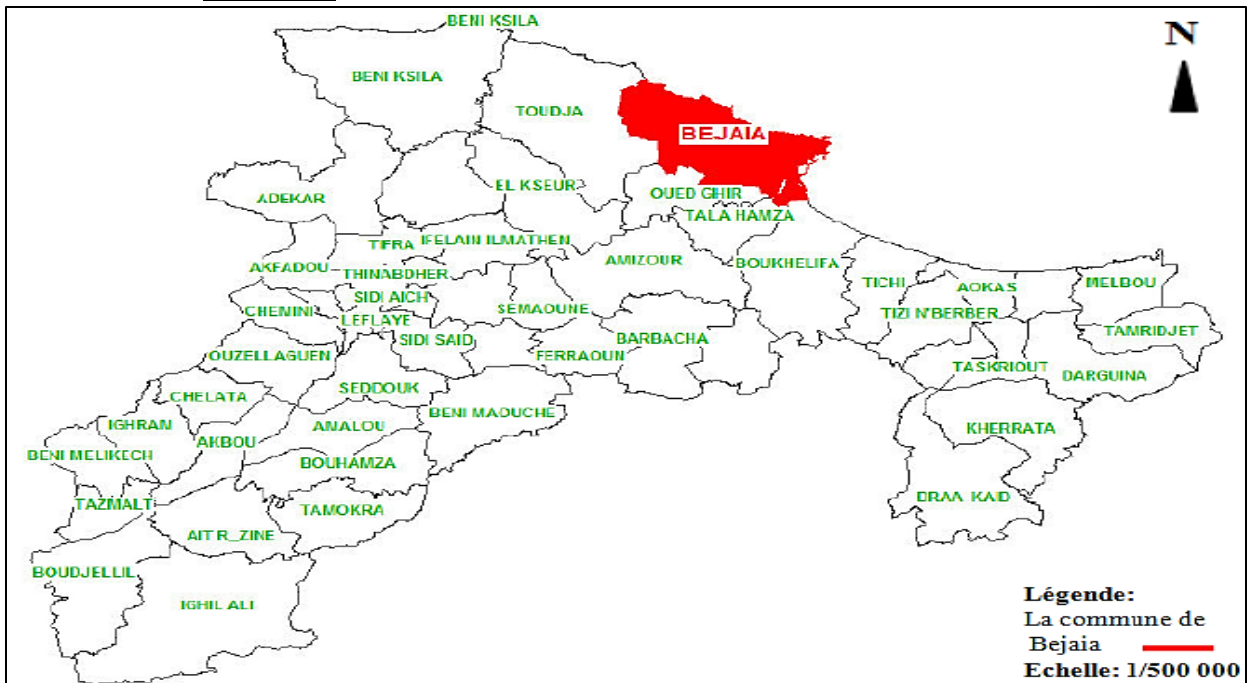 BENI KSILA
N
BENI KSILA
TOUDJA
BEJAIA
EL KSEUR
OUED GHIR
ADEKAR
TALA HAMZA
TIFRA
IFELAIN ILMATHEN
AMIZOUR
BOUKHELIFA
AKFADOU
THINABDHER
TICHI
AOKAS
MELBOU
SIDI AICH
CHEMINI
SEMAOUNE
TIZI N'BERBER
LEFLAYE
TAMRIDJET
SIDI SAID
BARBACHA
OUZELLAGUEN
FERRAOUN
TASKRIOUT
DARGUINA
SEDDOUK
CHELATA
BENI MAOUCHE
IGHRAM
AMALOU
KHERRATA
AKBOU
BENI MELIKECH
BOUHAMZA
DRAA KAID
TAZMALT
TAMOKRA
AIT R_ZINE
BOUDJELLIL
IGHIL ALI
Légende:
La commune de
Bejaia
Echelle: 1/500 000